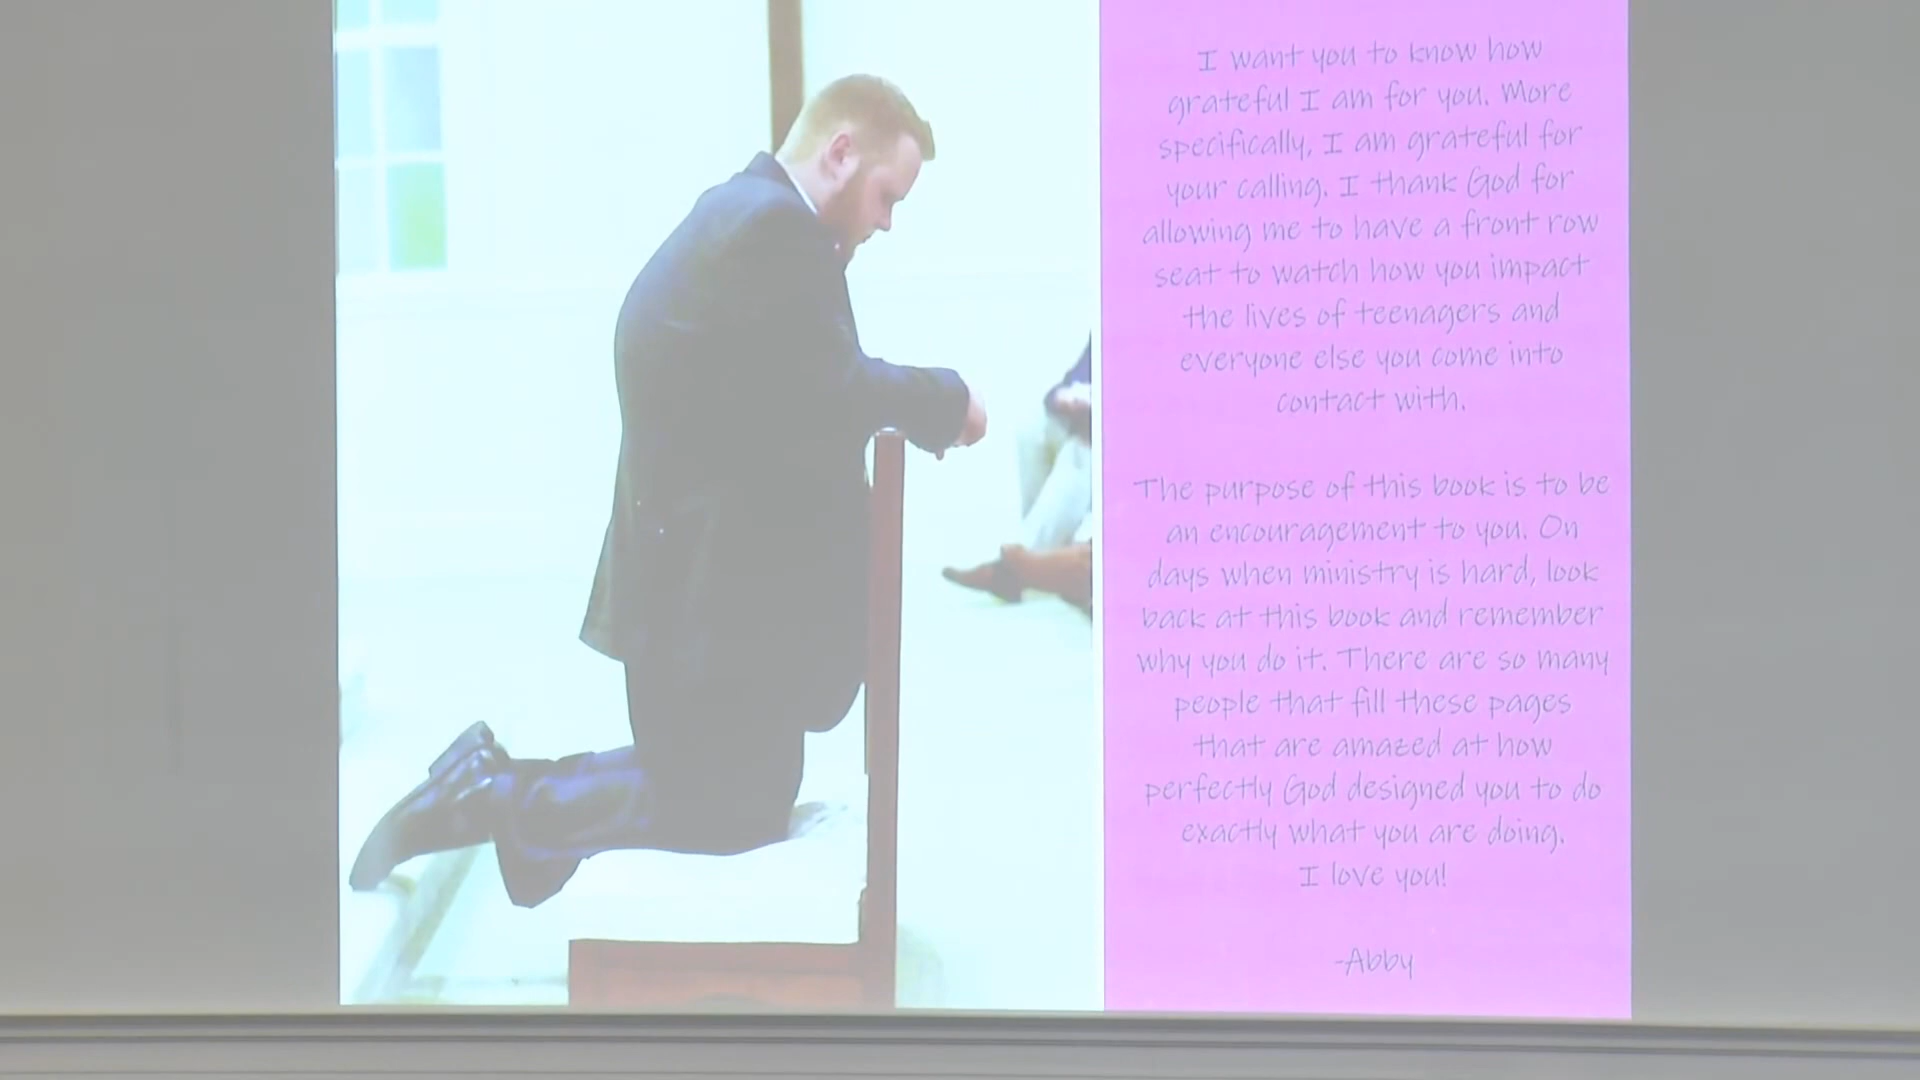 I want you to know how
grateful I am for you. More
specifically, I am grateful for
your calling. I thank God for
allowing me to have a front row
seat to watch how you impact
the lives of teenagers and
everyone else you come into
contact with.
The purpose of this book is to be
an encouragement to you. On
days when ministry is hard, look
back at this book and remember
why you do it. There are so many
people that fill these pages
that are amazed at how
perfectly God designed you to do
exactly what you are doing.
I love you!
-Abby